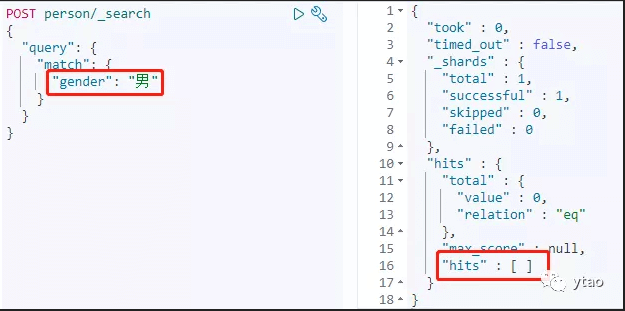 POST person/_search
{
"query": {
"match": {
"gender": "男"
}
}
}
1 {
2 "took" : 0,
3 "timed_out" : false,
4 "_shards" : {
5 "total" : 1,
6 "successful" : 1,
7 "skipped" : 0,
8 "failed" : 0
9 },
10 "hits" : {
11 "total" : {
12 "value" : 0,
13 "relation" : "eq"
14 },
15 "max_score" : null,
16 "hits" : [ ]
17 }
18 }
ytao